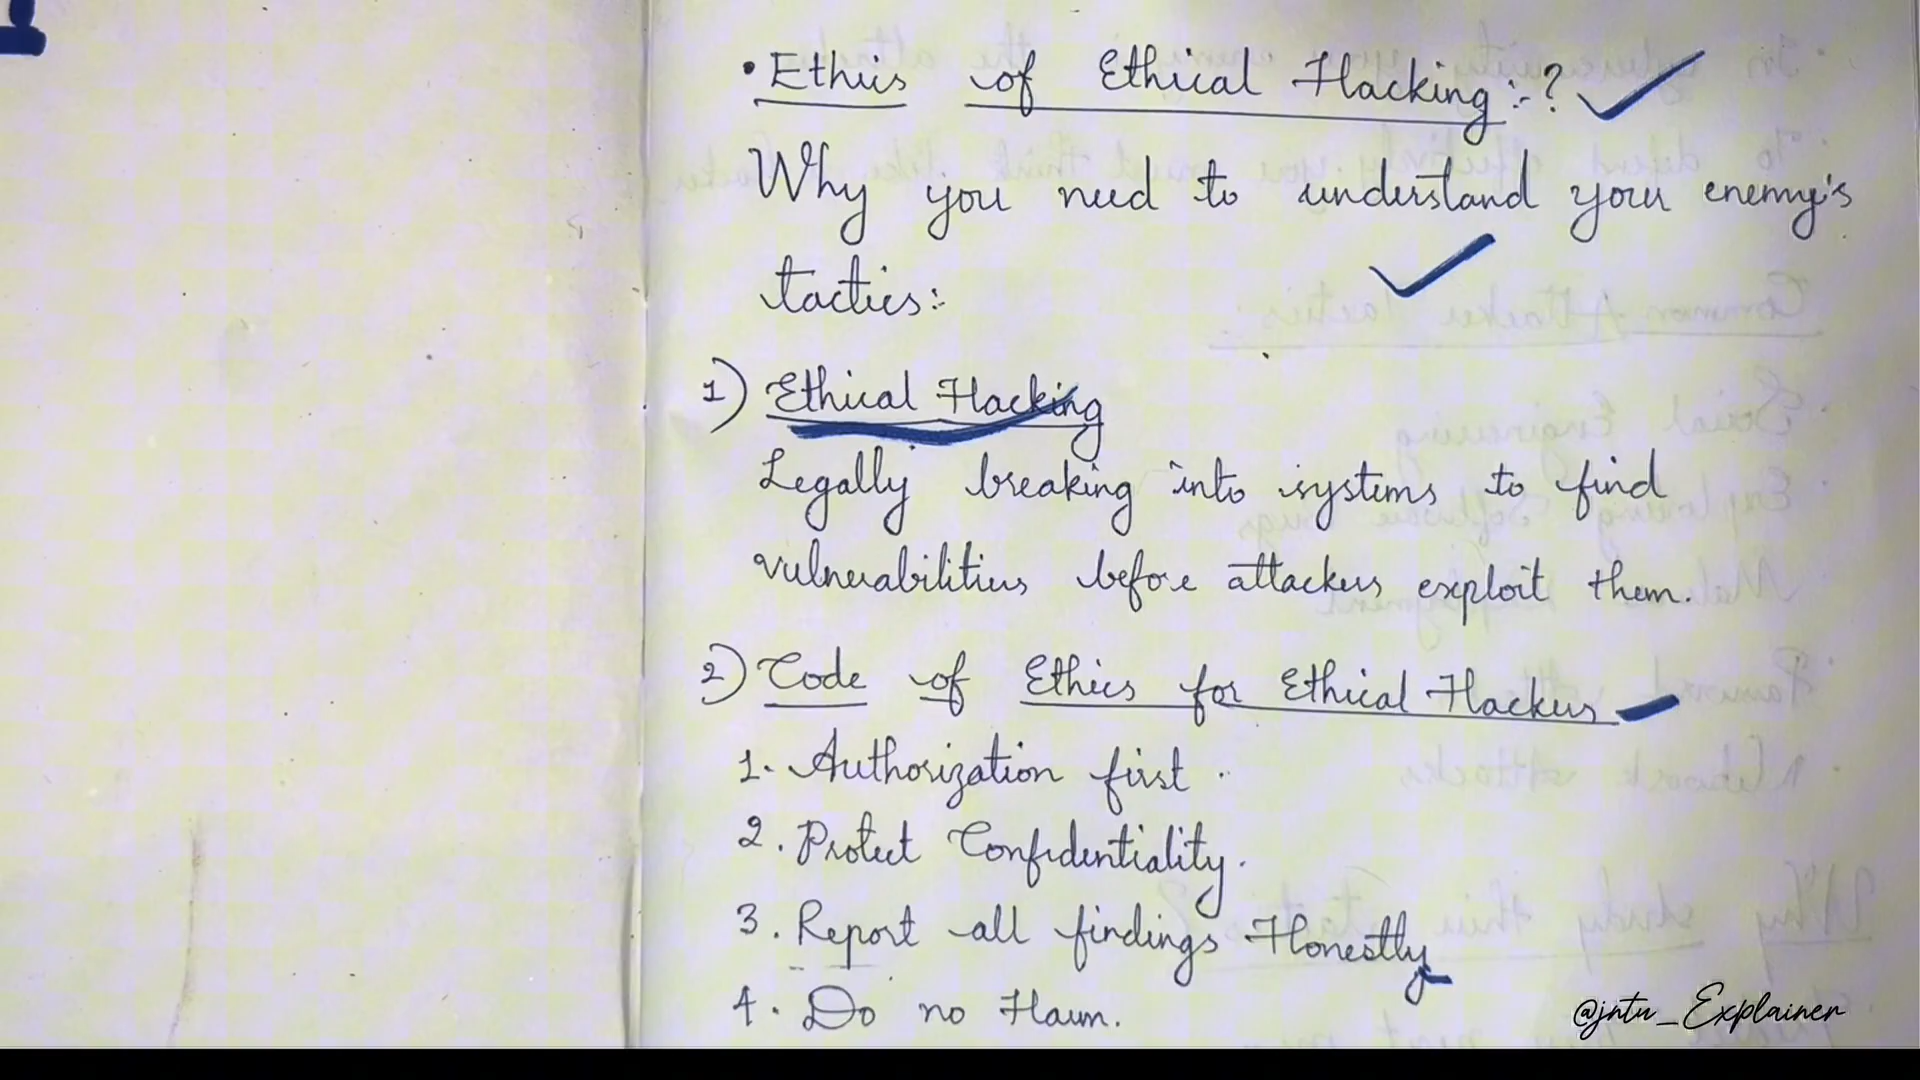 • Ethics of Ethical Hacking :- ?
Why you need to understand your enemy's
tactics:
1) Ethical Hacking
Legally breaking into systems to find
vulnerabilities before attackers exploit them.
2) Code of Ethics for Ethical Hackers
1. Authorization first.
2. Protect Confidentiality.
3. Report all findings Honestly
4. Do no Harm.
@jntu_Explainer